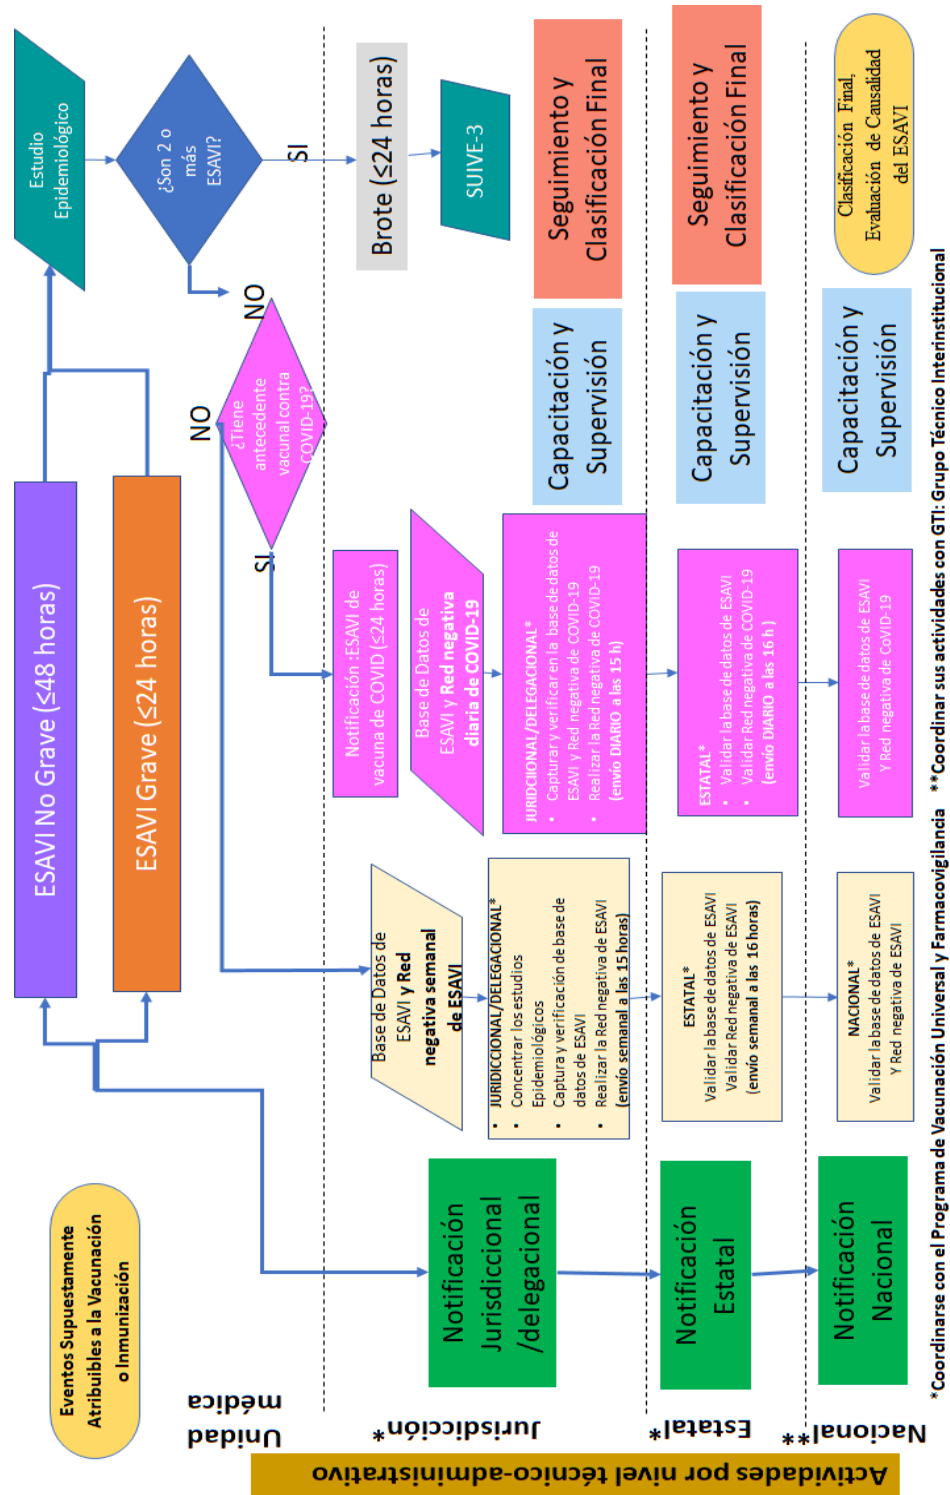 Eventos Supuestamente
Atribuibles a la Vacunación
o Inmunización
ESAVI No Grave (≤48 horas)
ESAVI Grave (≤24 horas)
Estudio
Epidemiológico
¿Son 2 o
más
ESAVI?
SI
NO
¿Tiene
antecedente
vacunal contra
COVID-19?
NO
SI
Unidad
médica
Brote (≤24 horas)
SUIVE-3
Notificación :ESAVI de
vacuna de COVID (≤24 horas)
Base de Datos de
ESAVI y Red negativa
diaria de COVID-19
Base de Datos de
ESAVI y Red
negativa semanal
de ESAVI
Jurisdicción*
Notificación
Jurisdiccional
/delegacional
• JURIDICCIONAL/DELEGACIONAL*
• Concentrar los estudios
Epidemiológicos
• Captura y verificación de base de
datos de ESAVI
• Realizar la Red negativa de ESAVI
(envío semanal a las 15 horas)
JURIDCIIONAL/DELEGACIONAL*
• Capturar y verificar en la base de datos de
ESAVI y Red negativa de COVID-19
• Realizar la Red negativa de COVID-19
(envío DIARIO a las 15 h)
Capacitación y
Supervisión
Seguimiento y
Clasificación Final
Estatal*
Notificación
Estatal
ESTATAL*
Validar la base de datos de ESAVI
Validar Red negativa de ESAVI
(envío semanal a las 16 horas)
ESTATAL*
• Validar la base de datos de ESAVI
• Validar Red negativa de COVID-19
(envío DIARIO a las 16 h )
Capacitación y
Supervisión
Seguimiento y
Clasificación Final
Nacional**
Notificación
Nacional
NACIONAL*
Validar la base de datos de ESAVI
Y Red negativa de ESAVI
Validar la base de datos de ESAVI
Y Red negativa de CoVID-19
Capacitación y
Supervisión
Clasificación Final,
Evaluación de Causalidad
del ESAVI
Actividades por nivel técnico-administrativo
*Coordinarse con el Programa de Vacunación Universal y Farmacovigilancia **Coordinar sus actividades con GTI: Grupo Técnico Interinstitucional